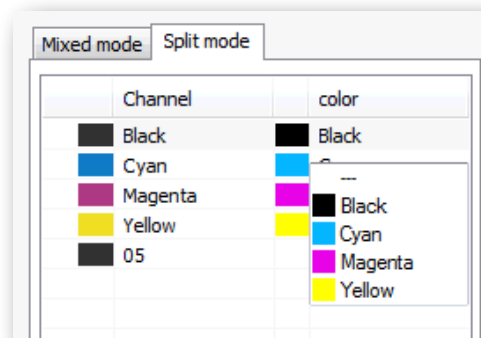 Mixed mode Split mode
Channel color
Black Black
Cyan
---
Magenta
Black
Yellow
Cyan
05
Magenta
Yellow